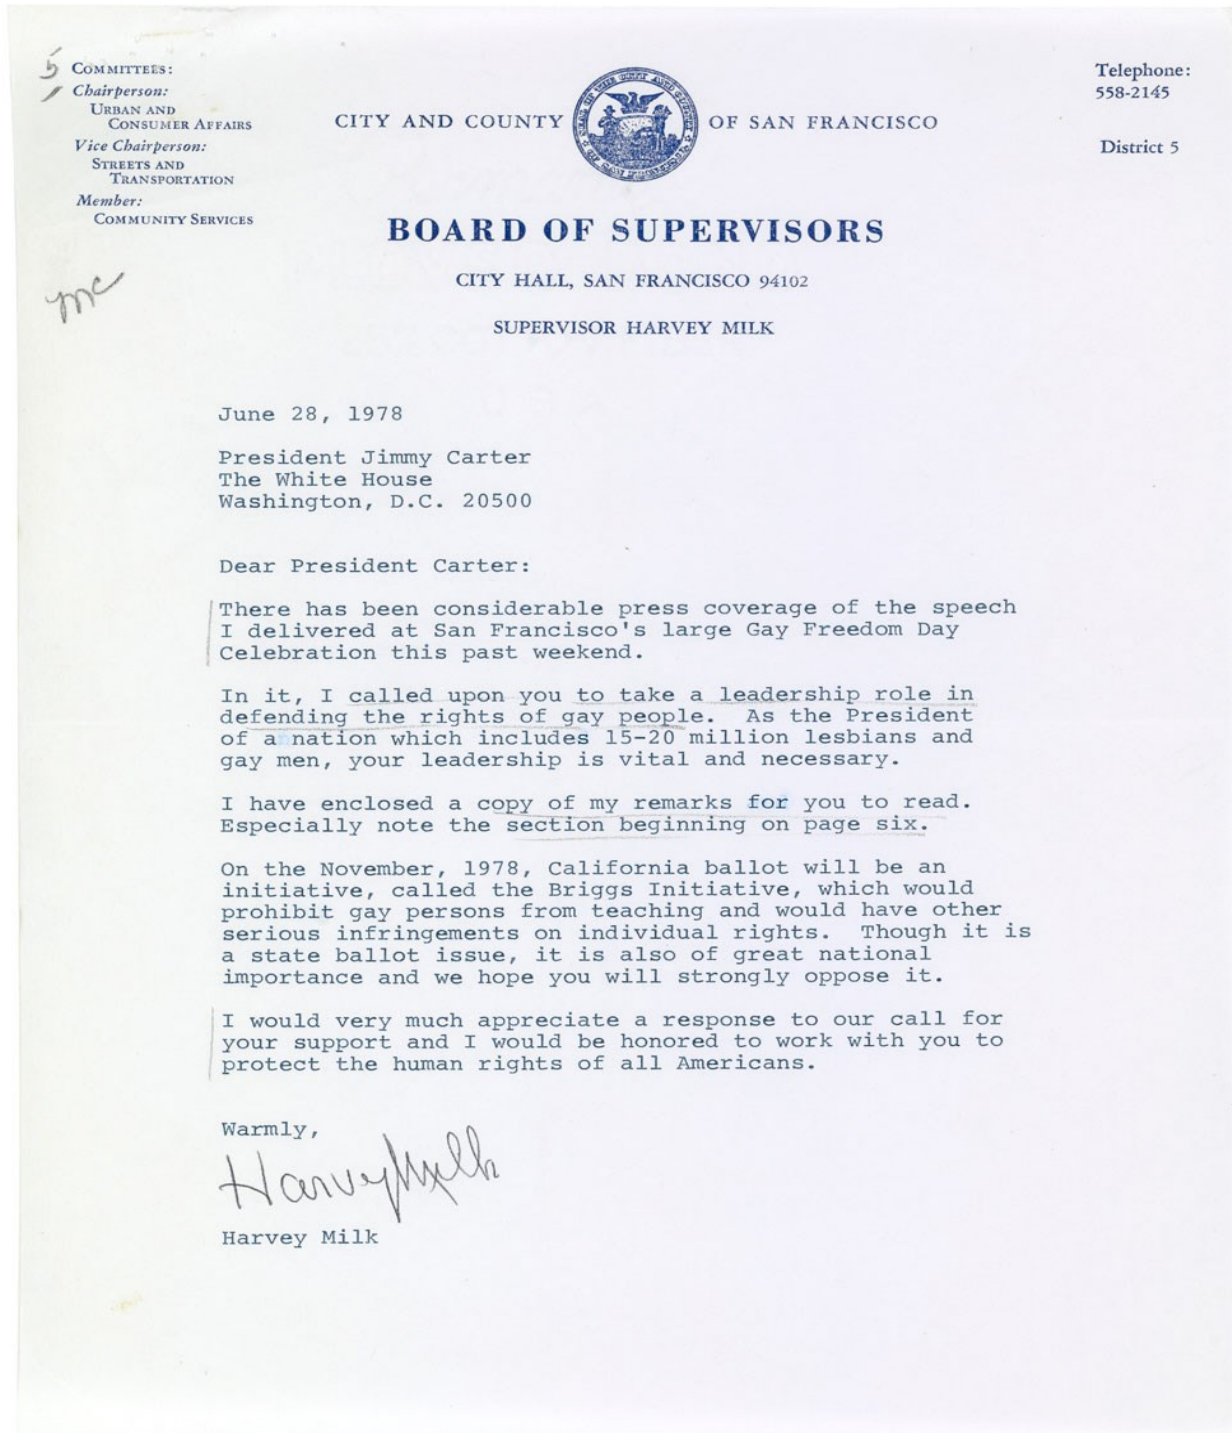 5
COMMITTEES:
Chairperson:
URBAN AND
CONSUMER AFFAIRS
Vice Chairperson:
STREETS AND
TRANSPORTATION
Member:
COMMUNITY SERVICES
mc
CITY AND COUNTY OF SAN FRANCISCO
Telephone:
558-2145
District 5
BOARD OF SUPERVISORS
CITY HALL, SAN FRANCISCO 94102
SUPERVISOR HARVEY MILK
June 28, 1978
President Jimmy Carter
The White House
Washington, D.C. 20500
Dear President Carter:
There has been considerable press coverage of the speech
I delivered at San Francisco's large Gay Freedom Day
Celebration this past weekend.
In it, I called upon you to take a leadership role in
defending the rights of gay people. As the President
of a nation which includes 15-20 million lesbians and
gay men, your leadership is vital and necessary.
I have enclosed a copy of my remarks for you to read.
Especially note the section beginning on page six.
On the November, 1978, California ballot will be an
initiative, called the Briggs Initiative, which would
prohibit gay persons from teaching and would have other
serious infringements on individual rights. Though it is
a state ballot issue, it is also of great national
importance and we hope you will strongly oppose it.
I would very much appreciate a response to our call for
your support and I would be honored to work with you to
protect the human rights of all Americans.
Warmly,
Harvey Milk
Harvey Milk